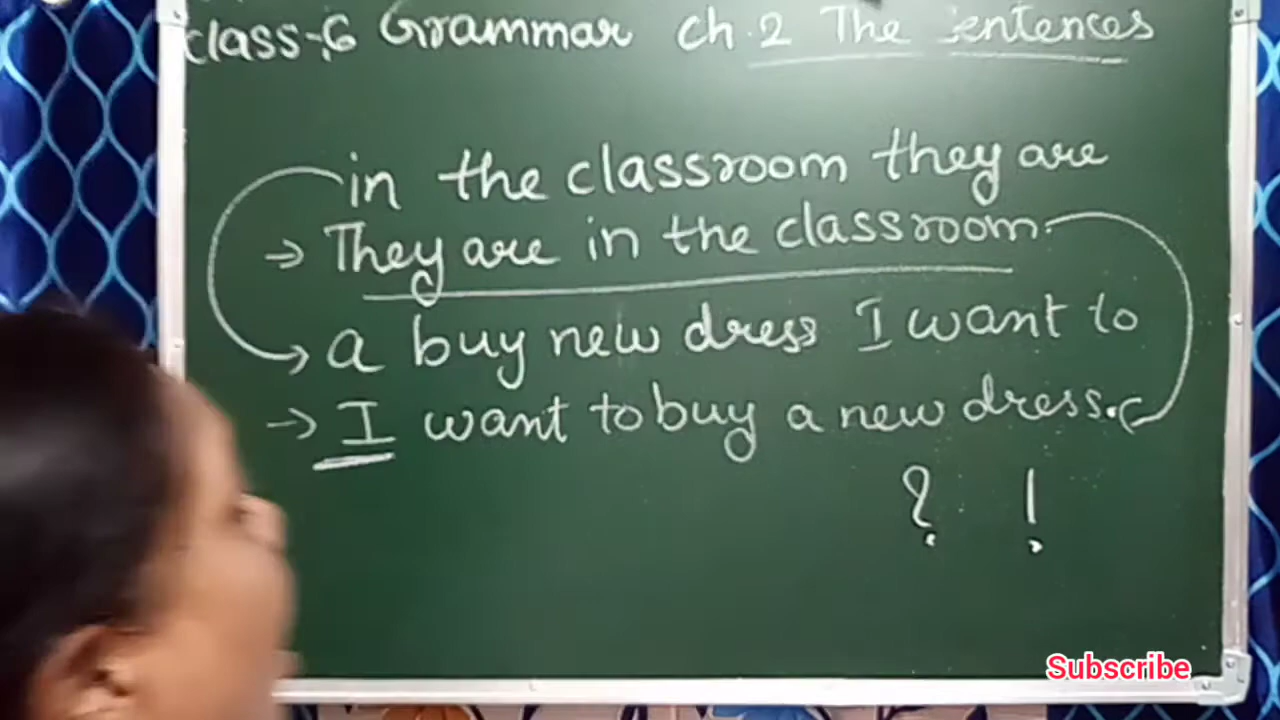 class-6 Grammar ch.2 The Sentences
in the classroom they are
→ They are in the classroom.
→ a buy new dress I want to
→ I want to buy a new dress.
? !
Subscribe